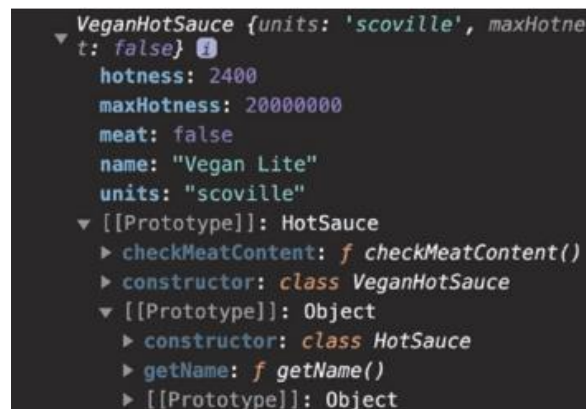 VeganHotSauce {units: 'scoville', maxHotne
t: false} i
hotness: 2400
maxHotness: 20000000
meat: false
name: "Vegan Lite"
units: "scoville"
[[Prototype]]: HotSauce
checkMeatContent: ƒ checkMeatContent()
constructor: class VeganHotSauce
[[Prototype]]: Object
constructor: class HotSauce
getName: ƒ getName()
[[Prototype]]: Object